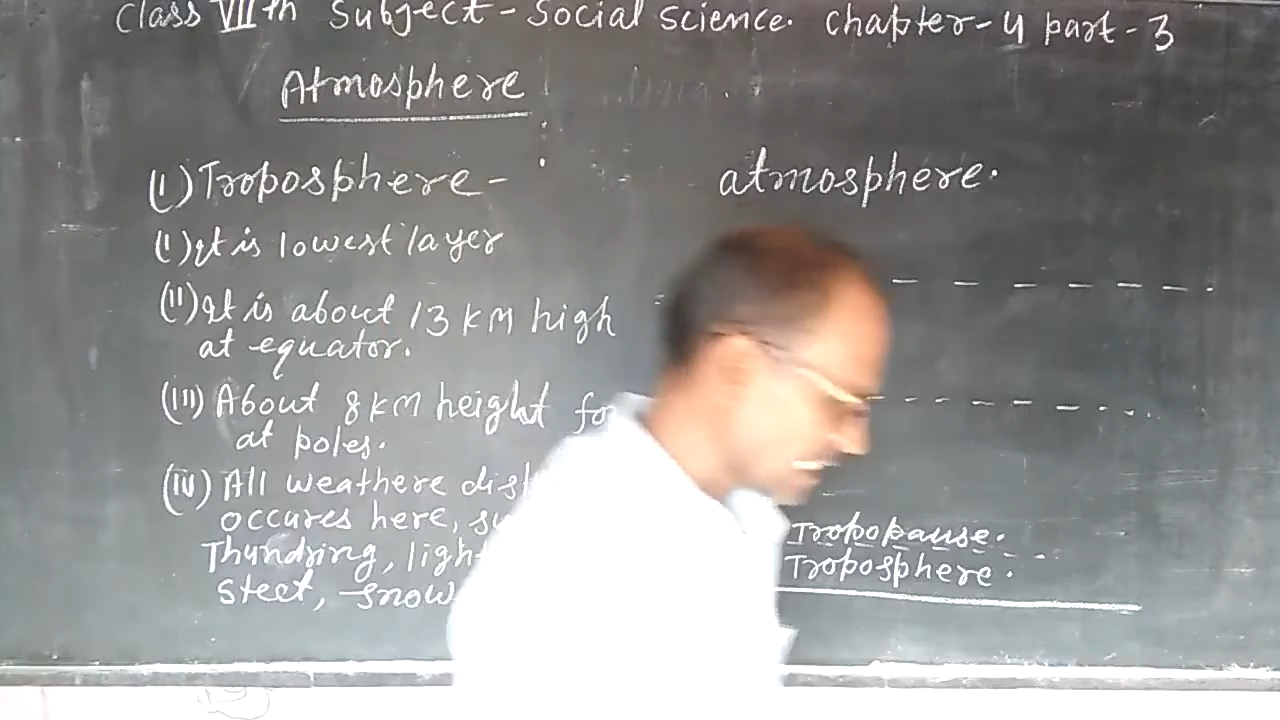 Class VIIth Subject - Social Science. Chapter-4 part-3
Atmosphere
(I) Troposphere -
(I) It is lowest layer
(II) It is about 13 KM high
at equator.
(III) About 8 KM height
at poles.
(IV) All weathere
occures here,
Thundring,
steet, snow
atmosphere.
Tropopause.
Troposphere.